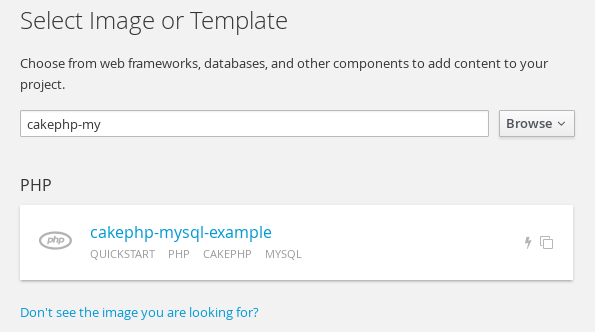 Select Image or Template
Choose from web frameworks, databases, and other components to add content to your
project.
cakephp-my
Browse
PHP
php
cakephp-mysql-example
QUICKSTART PHP CAKEPHP MYSQL
Don't see the image you are looking for?